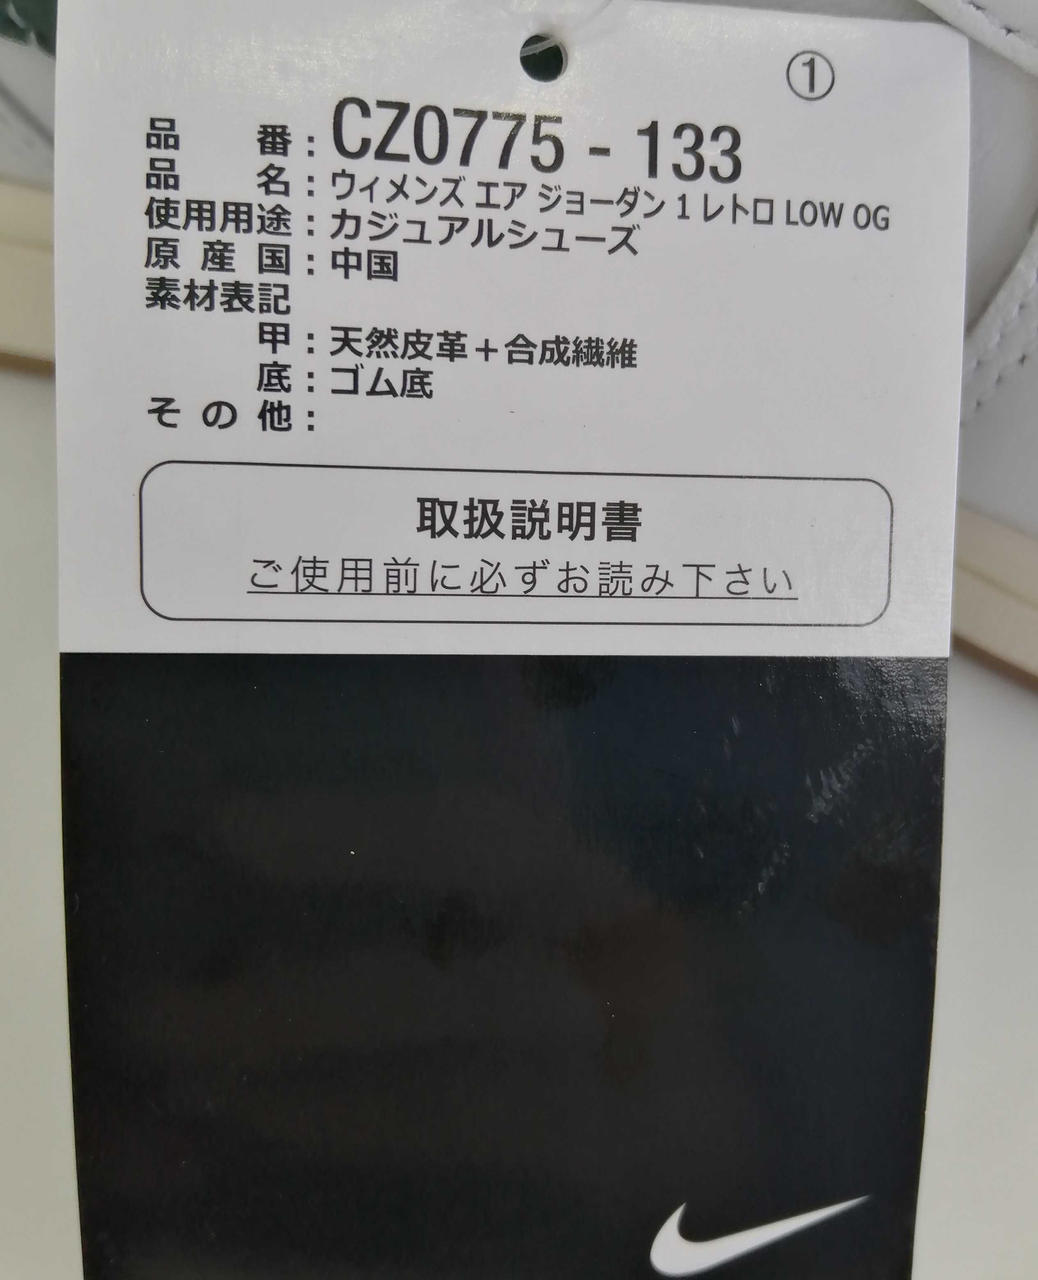 ①
品番:CZ0775-133
品名:ウィメンズ エア ジョーダン 1 レトロ LOW OG
使用用途:カジュアルシューズ
原産国:中国
素材表記
甲:天然皮革+合成繊維
底:ゴム底
その他:
取扱説明書
ご使用前に必ずお読み下さい